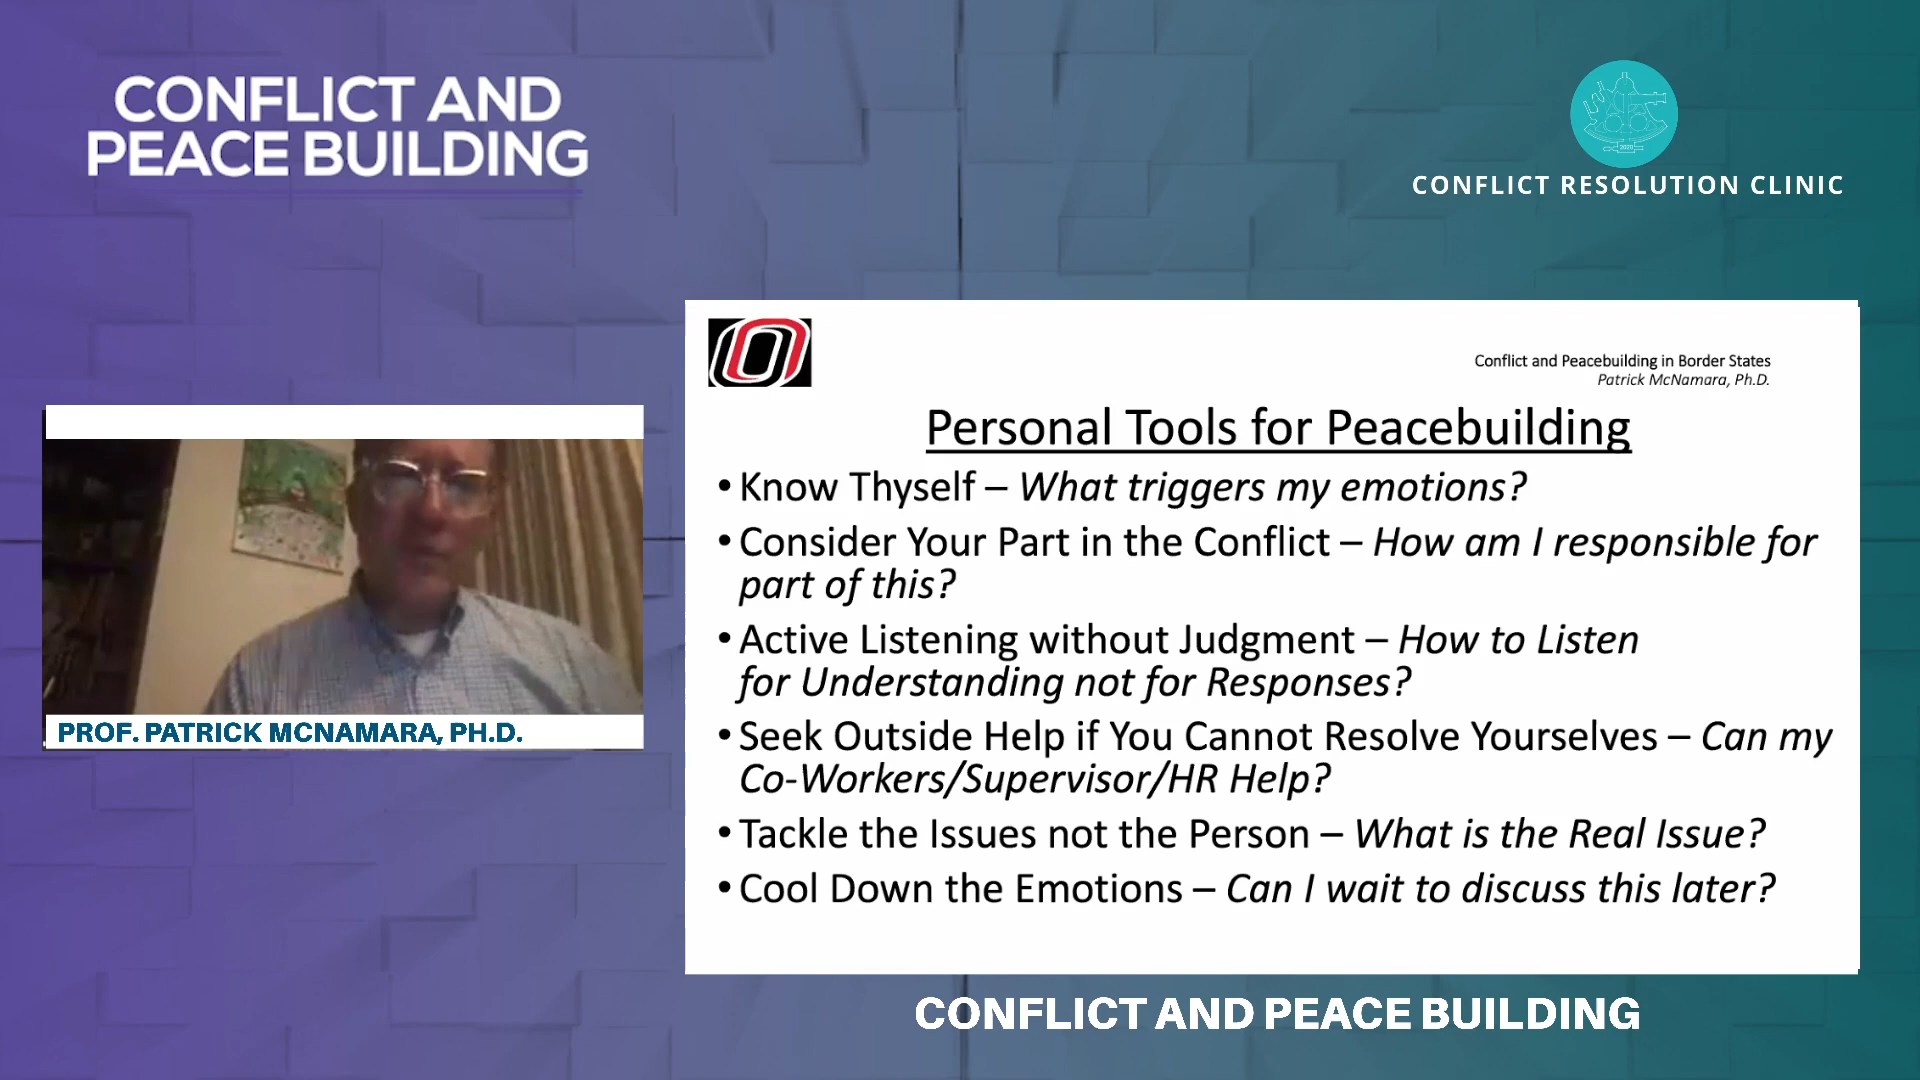 CONFLICT AND
PEACE BUILDING
2020
CONFLICT RESOLUTION CLINIC
Conflict and Peacebuilding in Border States
Patrick McNamara, Ph.D.
Personal Tools for Peacebuilding
• Know Thyself – What triggers my emotions?
• Consider Your Part in the Conflict – How am I responsible for
part of this?
• Active Listening without Judgment – How to Listen
for Understanding not for Responses?
• Seek Outside Help if You Cannot Resolve Yourselves – Can my
Co-Workers/Supervisor/HR Help?
• Tackle the Issues not the Person – What is the Real Issue?
• Cool Down the Emotions – Can I wait to discuss this later?
PROF. PATRICK MCNAMARA, PH.D.
CONFLICT AND PEACE BUILDING